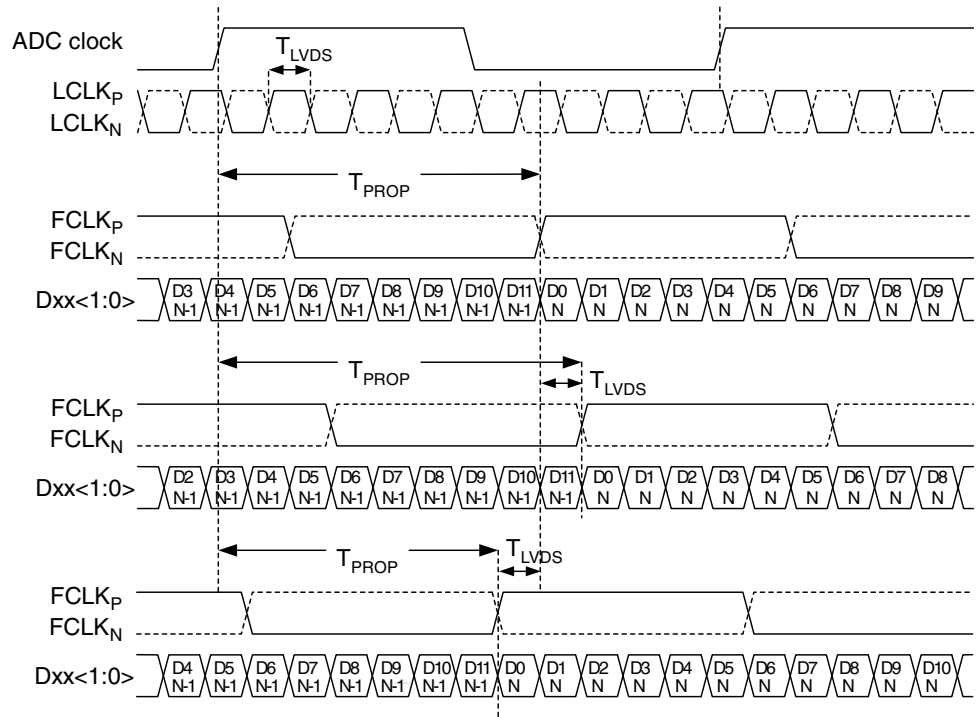 ADC clock
T_LVDS
LCLK_P
LCLK_N
T_PROP
FCLK_P
FCLK_N
Dxx<1:0> D3 N-1 D4 N-1 D5 N-1 D6 N-1 D7 N-1 D8 N-1 D9 N-1 D10 N-1 D11 N-1 D0 N D1 N D2 N D3 N D4 N D5 N D6 N D7 N D8 N D9 N
T_PROP
T_LVDS
FCLK_P
FCLK_N
Dxx<1:0> D2 N-1 D3 N-1 D4 N-1 D5 N-1 D6 N-1 D7 N-1 D8 N-1 D9 N-1 D10 N-1 D11 N-1 D0 N D1 N D2 N D3 N D4 N D5 N D6 N D7 N D8 N
T_PROP
T_LVDS
FCLK_P
FCLK_N
Dxx<1:0> D4 N-1 D5 N-1 D6 N-1 D7 N-1 D8 N-1 D9 N-1 D10 N-1 D11 N-1 D0 N D1 N D2 N D3 N D4 N D5 N D6 N D7 N D8 N D9 N D10 N